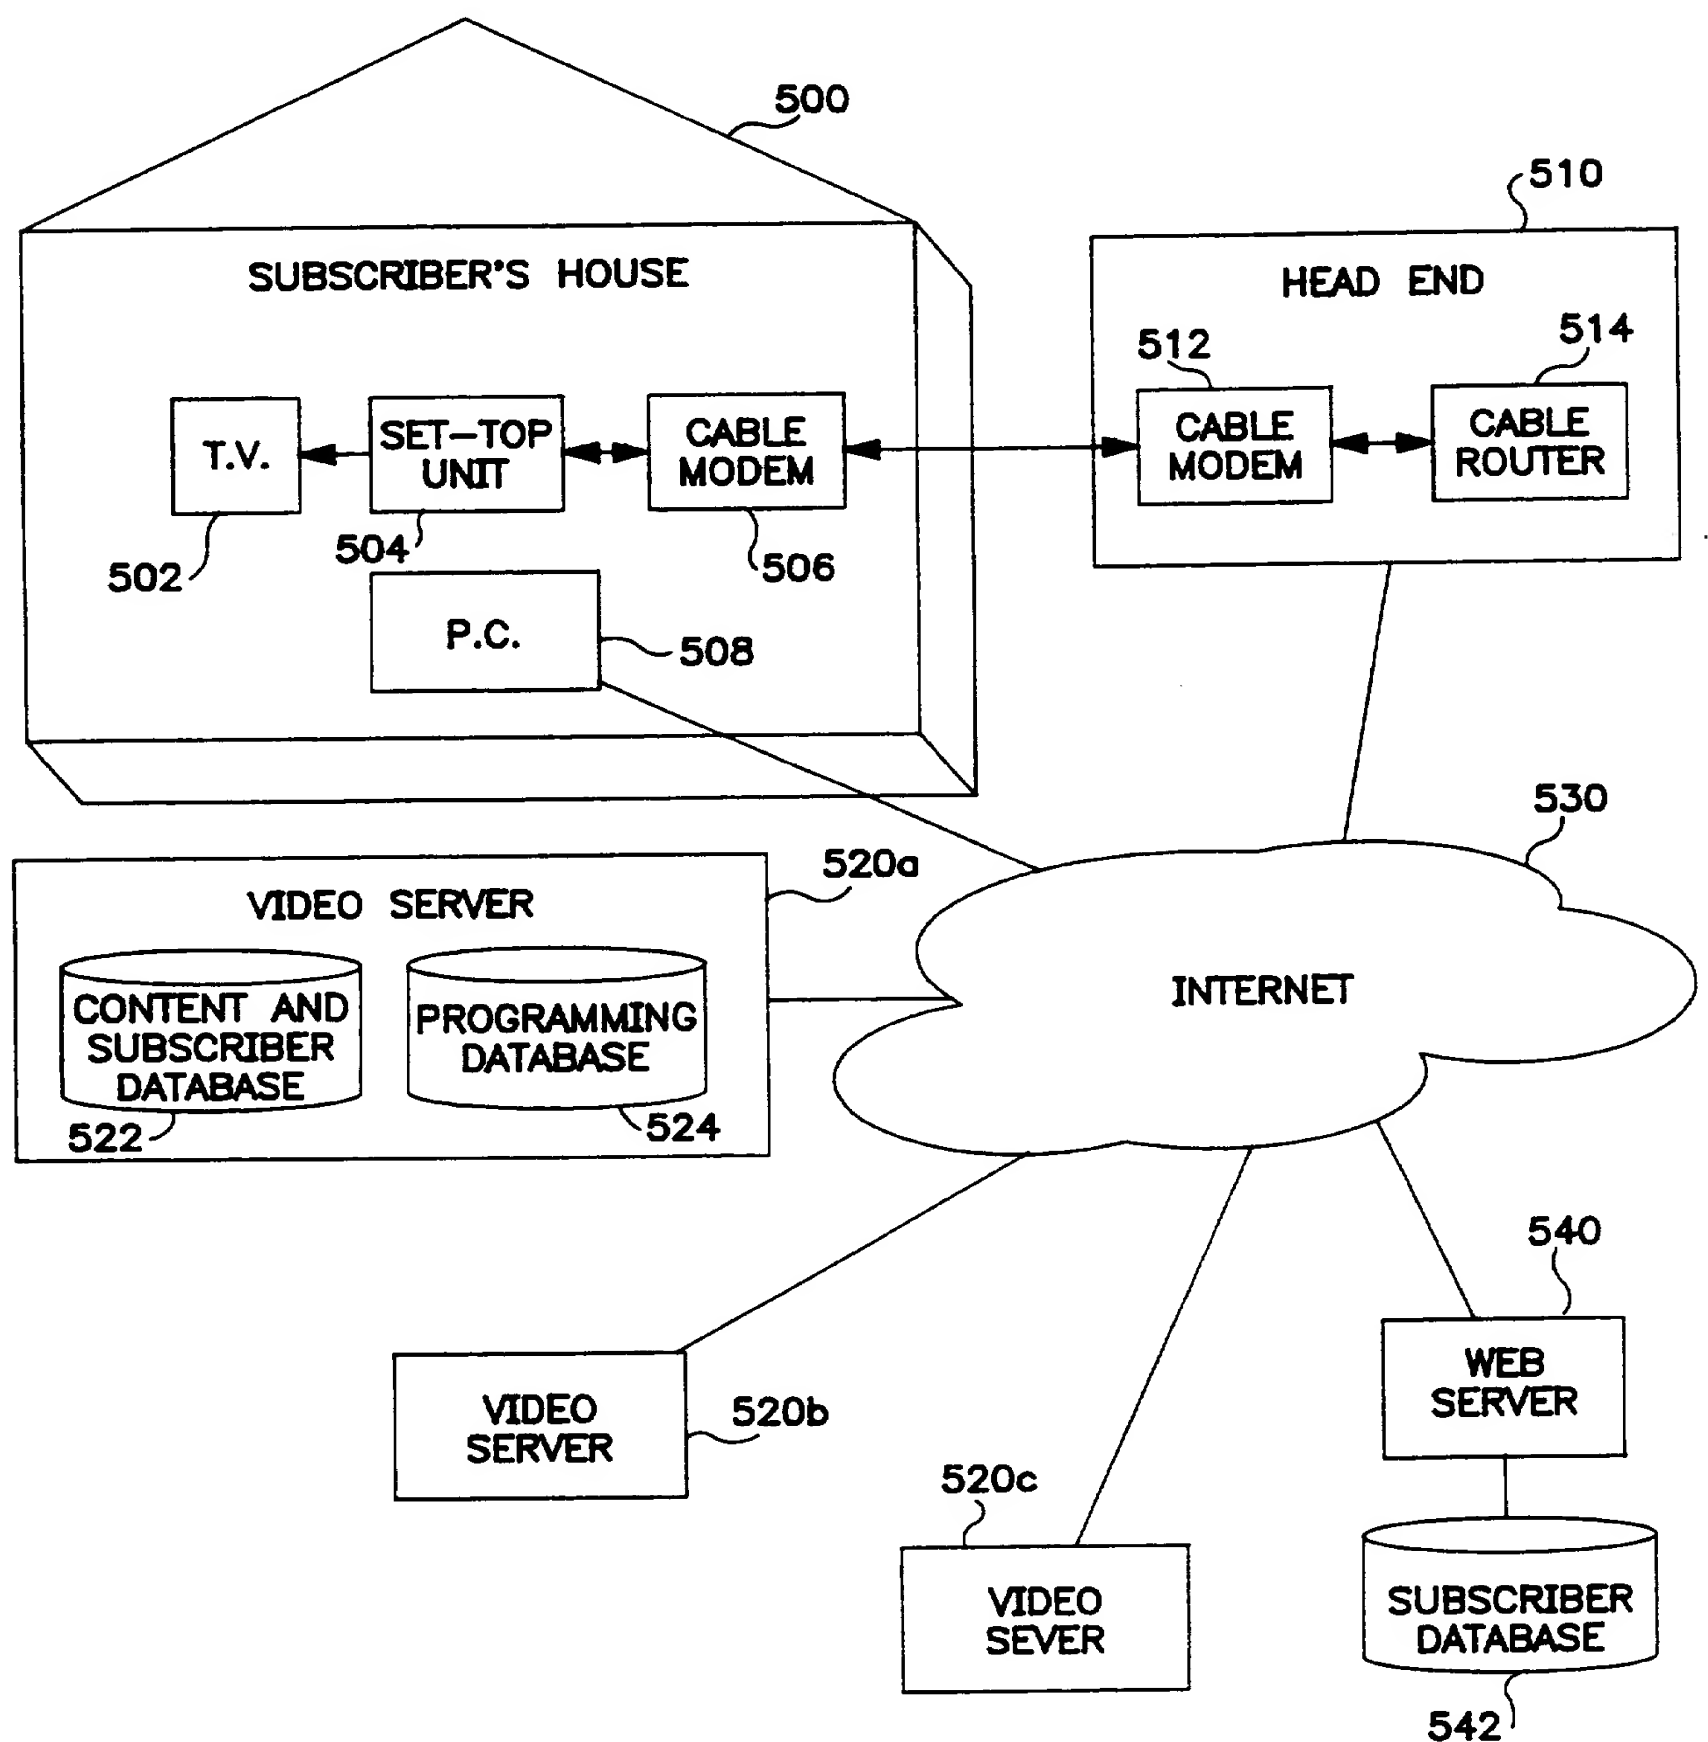 500
510
SUBSCRIBER'S HOUSE
HEAD END
512
514
T.V.
SET-TOP
UNIT
CABLE
MODEM
CABLE
MODEM
CABLE
ROUTER
502
504
506
P.C.
508
530
520a
VIDEO SERVER
CONTENT AND
SUBSCRIBER
DATABASE
PROGRAMMING
DATABASE
522
524
INTERNET
540
WEB
SERVER
VIDEO
SERVER
520b
520c
VIDEO
SEVER
SUBSCRIBER
DATABASE
542